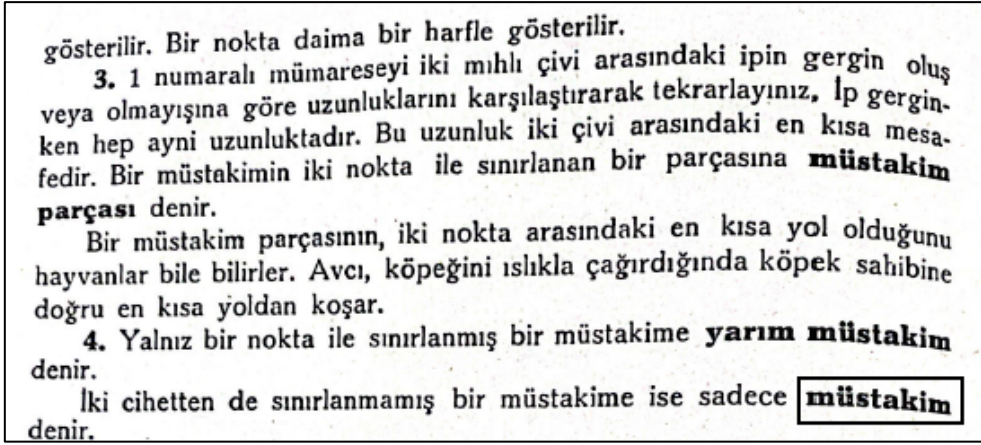 gösterilir. Bir nokta daima bir harfle gösterilir.
3. 1 numaralı mümareseyi iki mıhlı çivi arasındaki ipin gergin oluş
veya olmayışına göre uzunluklarını karşılaştırarak tekrarlayınız. İp gergin-
ken hep ayni uzunluktadır. Bu uzunluk iki çivi arasındaki en kısa mesa-
fedir. Bir müstakimin iki nokta ile sınırlanan bir parçasına müstakim
parçası denir.
Bir müstakim parçasının, iki nokta arasındaki en kısa yol olduğunu
hayvanlar bile bilirler. Avcı, köpeğini ıslıkla çağırdığında köpek sahibine
doğru en kısa yoldan koşar.
4. Yalnız bir nokta ile sınırlanmış bir müstakime yarım müstakim
denir.
İki cihetten de sınırlanmamış bir müstakime ise sadece müstakim
denir.